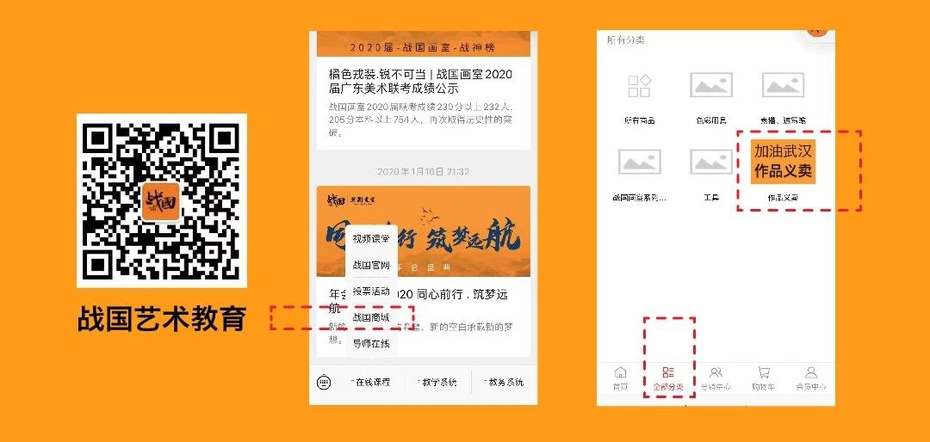 战国
战国艺术教育
2020届-战国画室-战神榜
橘色戎装.锐不可当 | 战国画室2020
届广东美术联考成绩公示
战国画室2020届联考成绩230分以上232人,
205分本科以上754人，再次取得历史性的突
破。
2020年1月16日 21:32
战国
同
行 筑梦远航
年会盛典
视频课堂
战国官网
投票活动
战国商城
导师在线
年会
2020 同心前行 . 筑梦远
航
新的
新的空白承载新的梦
想。
在线课程
教学系统
教务系统
所有分类
所有商品
色彩用具
素描、速写笔
战国画室系列...
工具
加油武汉
作品义卖
作品义卖
首页
全部分类
分销中心
购物车
会员中心